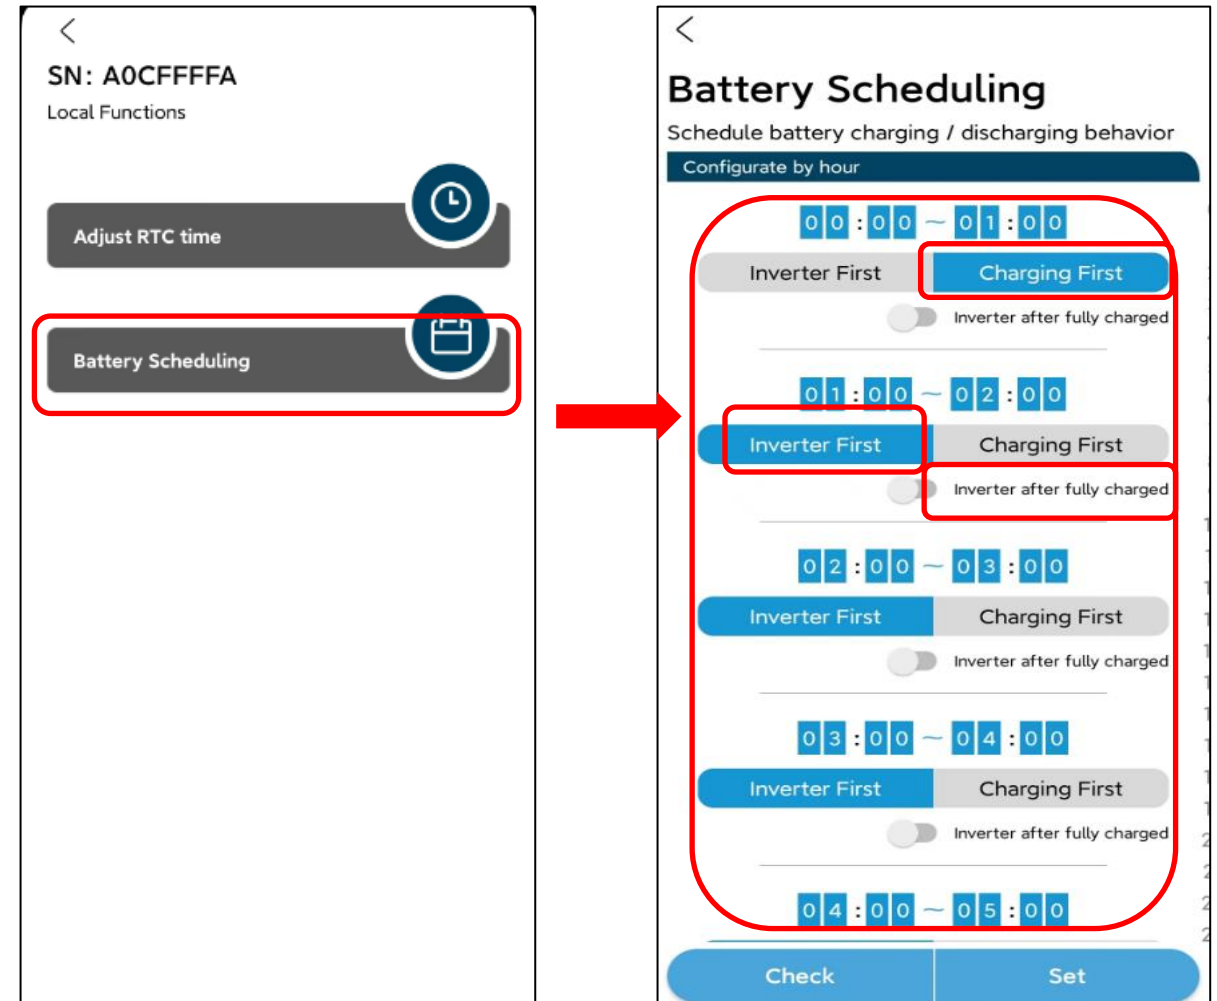 SN: A0CFFFFA
Local Functions
Adjust RTC time
Battery Scheduling
Battery Scheduling
Schedule battery charging / discharging behavior
Configurate by hour
00:00 ~ 01:00
Inverter First Charging First
Inverter after fully charged
01:00 ~ 02:00
Inverter First Charging First
Inverter after fully charged
02:00 ~ 03:00
Inverter First Charging First
Inverter after fully charged
03:00 ~ 04:00
Inverter First Charging First
Inverter after fully charged
04:00 ~ 05:00
Check Set